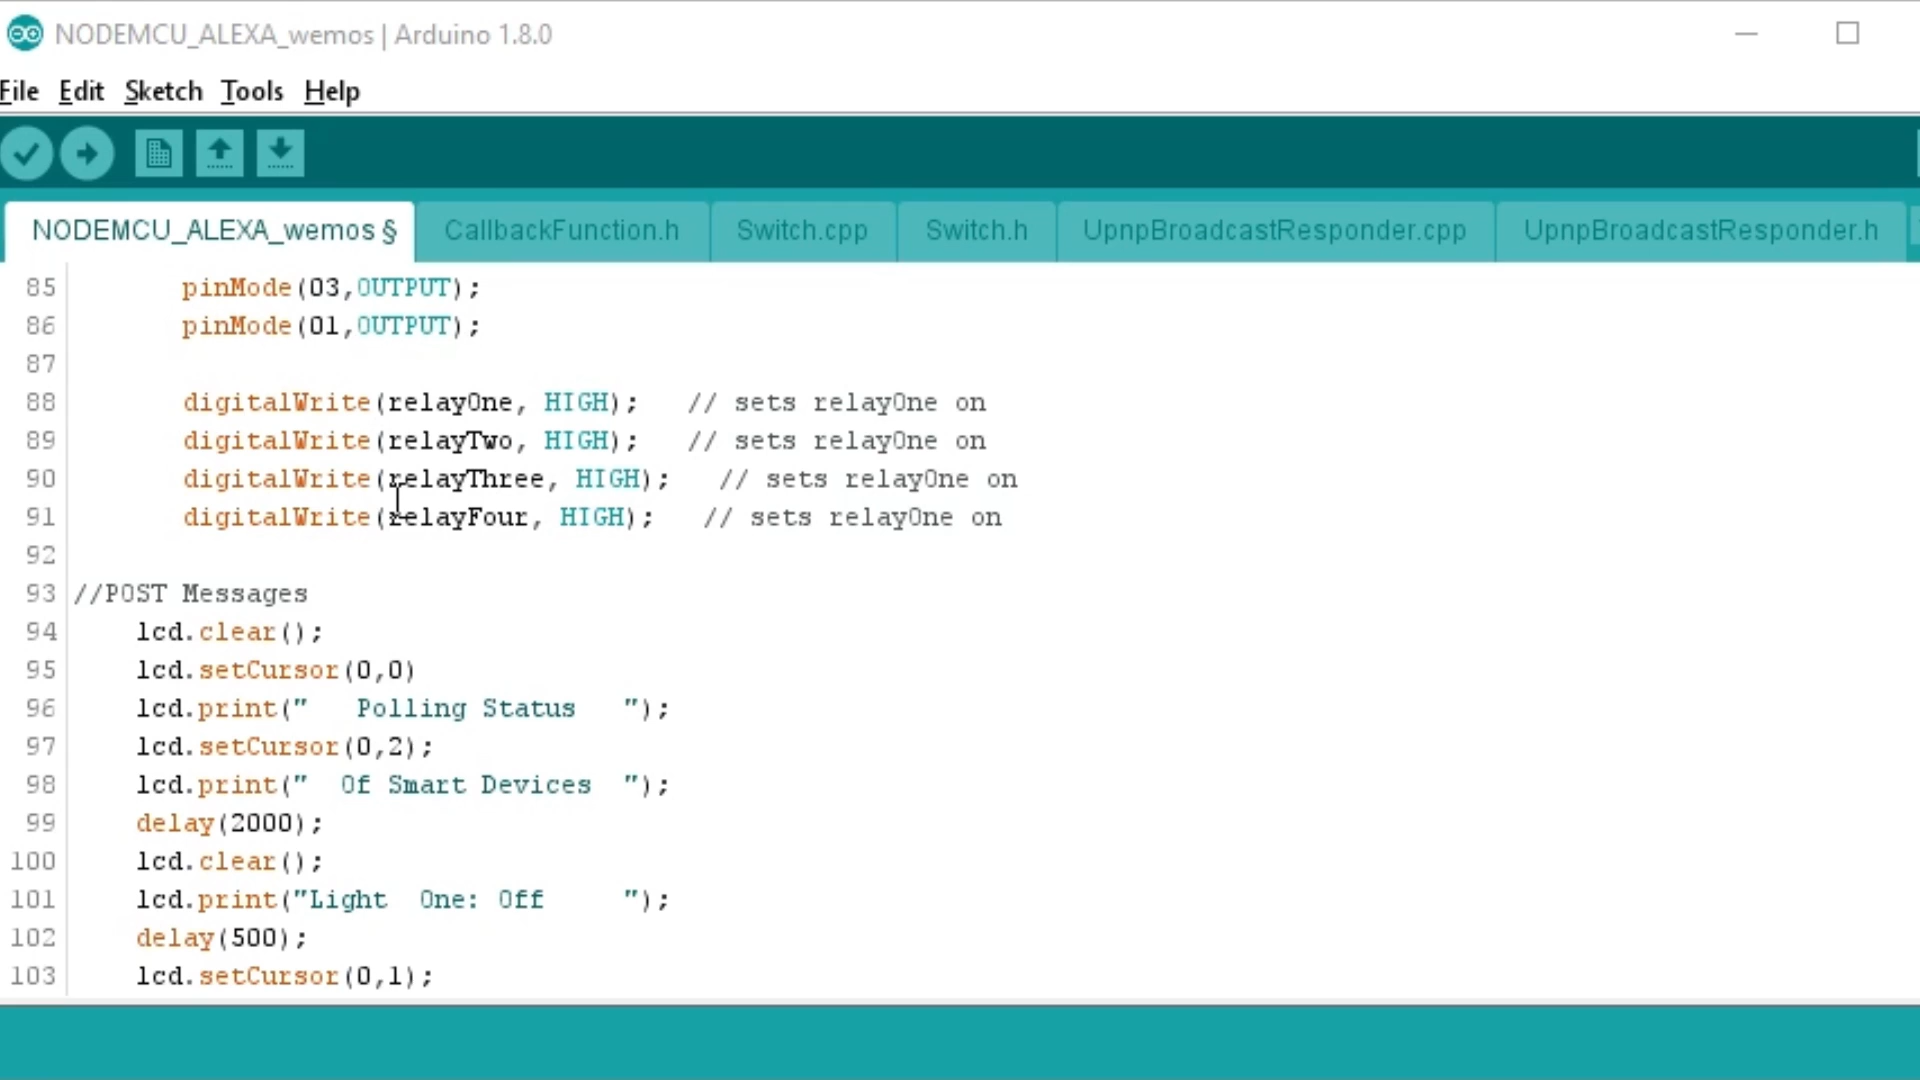 NODEMCU_ALEXA_wemos | Arduino 1.8.0
File Edit Sketch Tools Help
NODEMCU_ALEXA_wemos § CallbackFunction.h Switch.cpp Switch.h UpnpBroadcastResponder.cpp UpnpBroadcastResponder.h
85 pinMode(03,OUTPUT);
86 pinMode(01,OUTPUT);
87
88 digitalWrite(relayOne, HIGH); // sets relayOne on
89 digitalWrite(relayTwo, HIGH); // sets relayOne on
90 digitalWrite(relayThree, HIGH); // sets relayOne on
91 digitalWrite(relayFour, HIGH); // sets relayOne on
92
93 //POST Messages
94 lcd.clear();
95 lcd.setCursor(0,0)
96 lcd.print("   Polling Status   ");
97 lcd.setCursor(0,2);
98 lcd.print("  Of Smart Devices  ");
99 delay(2000);
100 lcd.clear();
101 lcd.print("Light  One: Off     ");
102 delay(500);
103 lcd.setCursor(0,1);